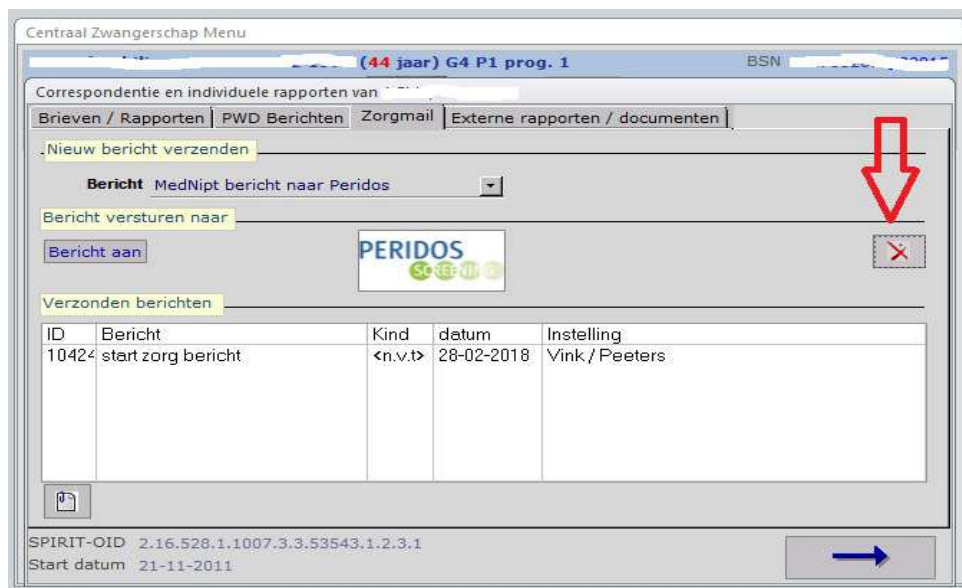 Centraal Zwangerschap Menu
(44 jaar) G4 P1 prog. 1 BSN
Correspondentie en individuele rapporten van
Brieven / Rapporten PWD Berichten Zorgmail Externe rapporten / documenten
Nieuw bericht verzenden
Bericht MedNipt bericht naar Peridos
Bericht versturen naar
Bericht aan PERIDOS
Verzonden berichten
ID Bericht Kind datum Instelling
10424 start zorg bericht <n.v.t> 28-02-2018 Vink / Peeters
SPIRIT-OID 2.16.528.1.1007.3.3.53543.1.2.3.1
Start datum 21-11-2011